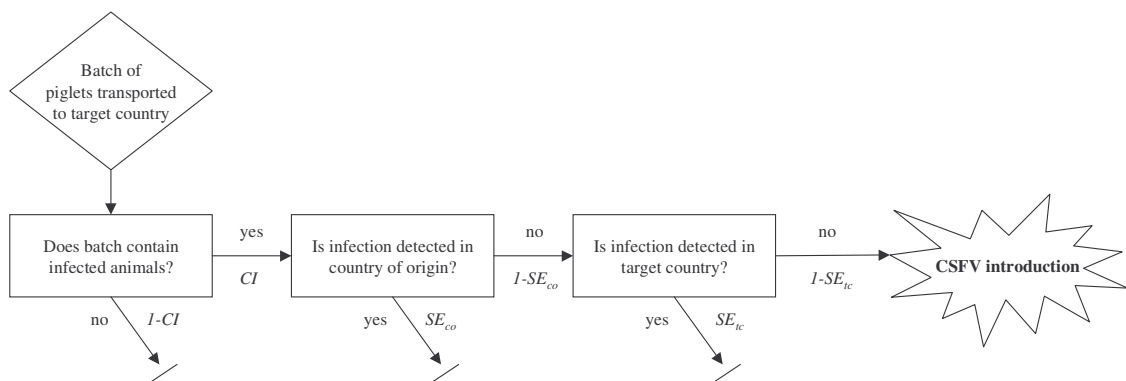 Batch of
piglets transported
to target country
Does batch contain
infected animals?
yes
CI
Is infection detected in
country of origin?
no
1-SE_co
Is infection detected in
target country?
no
1-SE_tc
CSFV introduction
no
1-CI
yes
SE_co
yes
SE_tc